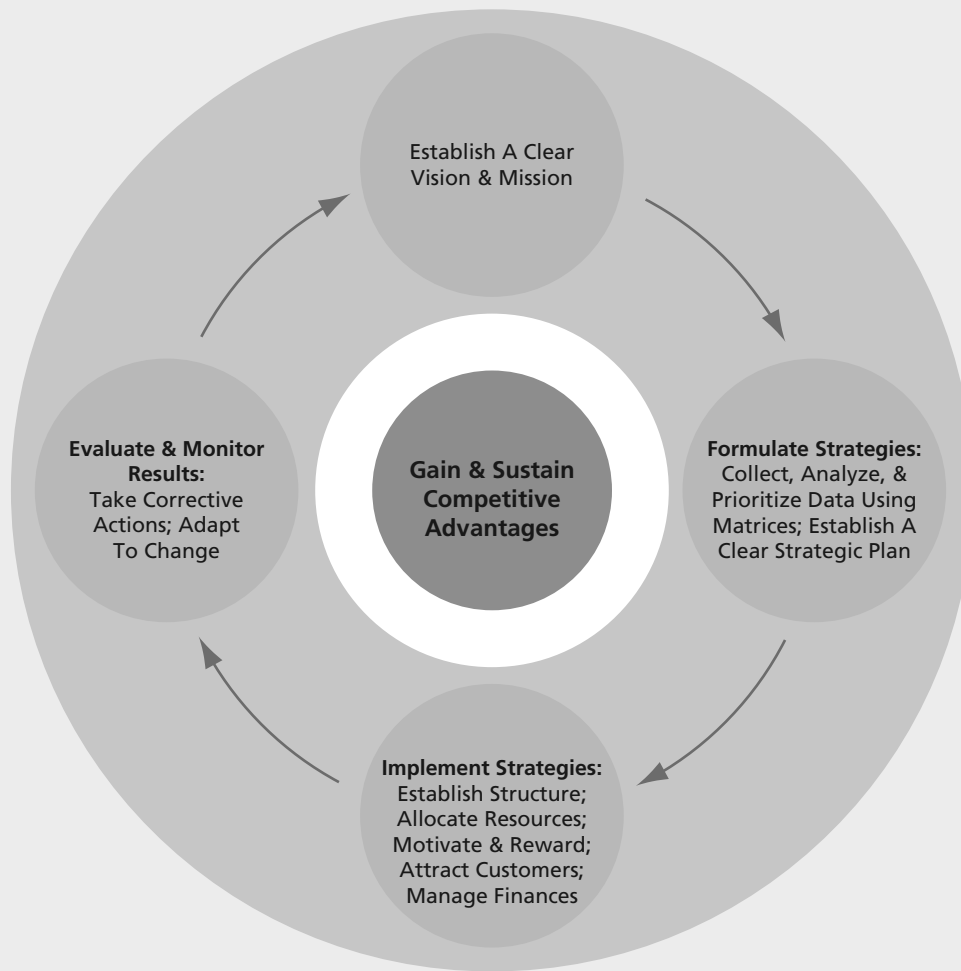 Establish A Clear
Vision & Mission
Evaluate & Monitor
Results:
Take Corrective
Actions; Adapt
To Change
Gain & Sustain
Competitive
Advantages
Formulate Strategies:
Collect, Analyze, &
Prioritize Data Using
Matrices; Establish A
Clear Strategic Plan
Implement Strategies:
Establish Structure;
Allocate Resources;
Motivate & Reward;
Attract Customers;
Manage Finances